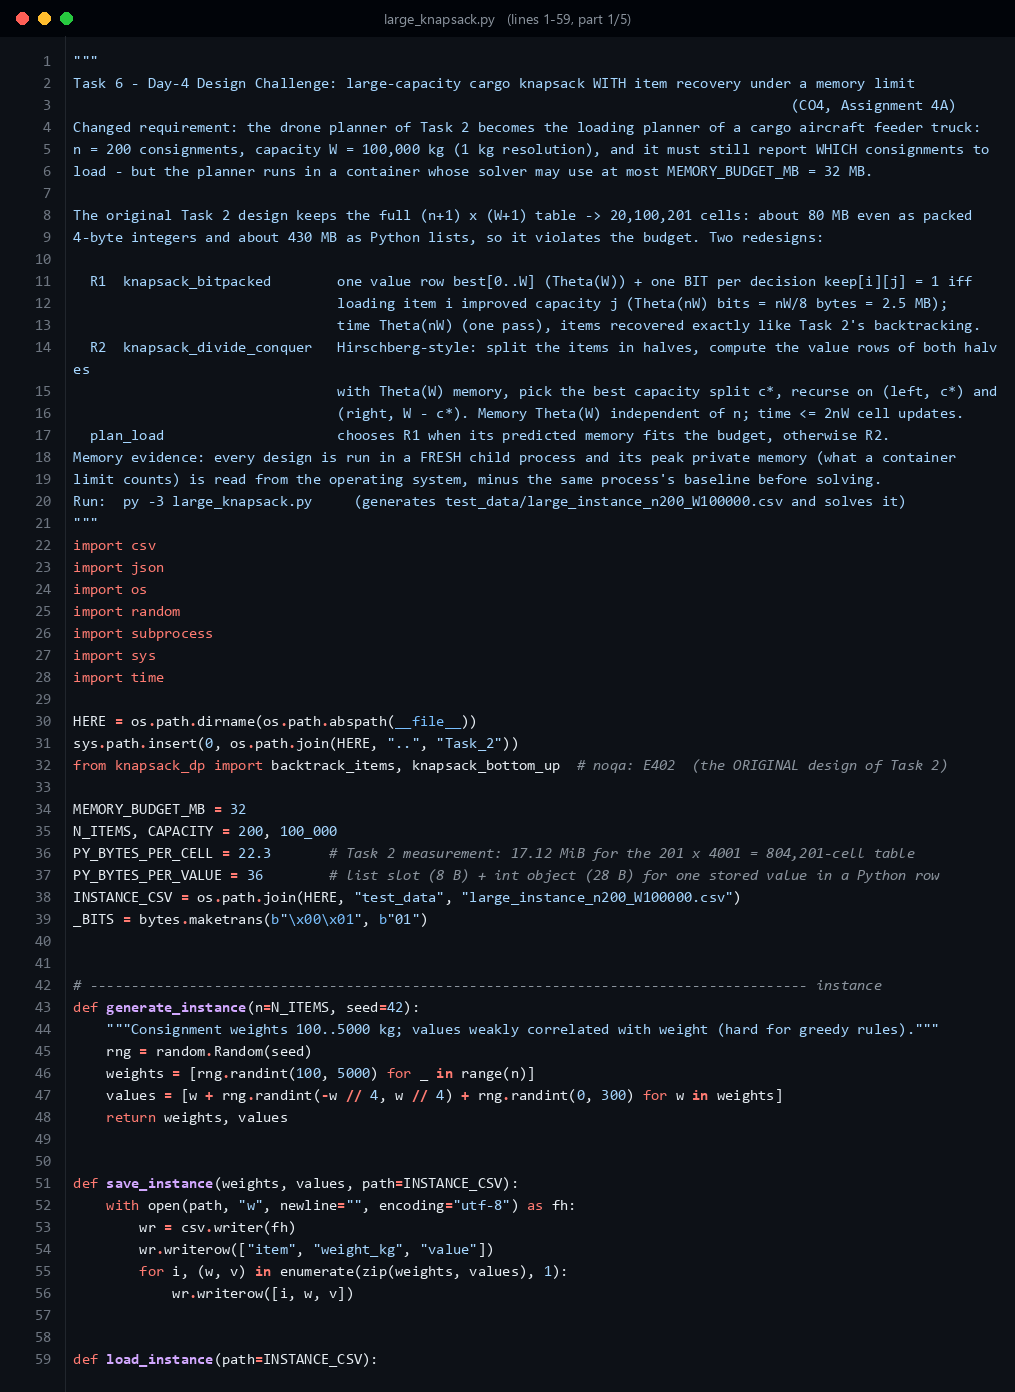 large_knapsack.py   (lines 1-59, part 1/5)
1 """
2 Task 6 - Day-4 Design Challenge: large-capacity cargo knapsack WITH item recovery under a memory limit
3                                                                                       (CO4, Assignment 4A)
4 Changed requirement: the drone planner of Task 2 becomes the loading planner of a cargo aircraft feeder truck:
5 n = 200 consignments, capacity W = 100,000 kg (1 kg resolution), and it must still report WHICH consignments to
6 load - but the planner runs in a container whose solver may use at most MEMORY_BUDGET_MB = 32 MB.
7
8 The original Task 2 design keeps the full (n+1) x (W+1) table -> 20,100,201 cells: about 80 MB even as packed
9 4-byte integers and about 430 MB as Python lists, so it violates the budget. Two redesigns:
10
11   R1  knapsack_bitpacked        one value row best[0..W] (Theta(W)) + one BIT per decision keep[i][j] = 1 iff
12                                 loading item i improved capacity j (Theta(nW) bits = nW/8 bytes = 2.5 MB);
13                                 time Theta(nW) (one pass), items recovered exactly like Task 2's backtracking.
14   R2  knapsack_divide_conquer   Hirschberg-style: split the items in halves, compute the value rows of both halv
es
15                                 with Theta(W) memory, pick the best capacity split c*, recurse on (left, c*) and
16                                 (right, W - c*). Memory Theta(W) independent of n; time <= 2nW cell updates.
17   plan_load                     chooses R1 when its predicted memory fits the budget, otherwise R2.
18 Memory evidence: every design is run in a FRESH child process and its peak private memory (what a container
19 limit counts) is read from the operating system, minus the same process's baseline before solving.
20 Run:  py -3 large_knapsack.py     (generates test_data/large_instance_n200_W100000.csv and solves it)
21 """
22 import csv
23 import json
24 import os
25 import random
26 import subprocess
27 import sys
28 import time
29
30 HERE = os.path.dirname(os.path.abspath(__file__))
31 sys.path.insert(0, os.path.join(HERE, "..", "Task_2"))
32 from knapsack_dp import backtrack_items, knapsack_bottom_up  # noqa: E402  (the ORIGINAL design of Task 2)
33
34 MEMORY_BUDGET_MB = 32
35 N_ITEMS, CAPACITY = 200, 100_000
36 PY_BYTES_PER_CELL = 22.3       # Task 2 measurement: 17.12 MiB for the 201 x 4001 = 804,201-cell table
37 PY_BYTES_PER_VALUE = 36        # list slot (8 B) + int object (28 B) for one stored value in a Python row
38 INSTANCE_CSV = os.path.join(HERE, "test_data", "large_instance_n200_W100000.csv")
39 _BITS = bytes.maketrans(b"\x00\x01", b"01")
40
41
42 # --------------------------------------------------------------------------------------- instance
43 def generate_instance(n=N_ITEMS, seed=42):
44     """Consignment weights 100..5000 kg; values weakly correlated with weight (hard for greedy rules)."""
45     rng = random.Random(seed)
46     weights = [rng.randint(100, 5000) for _ in range(n)]
47     values = [w + rng.randint(-w // 4, w // 4) + rng.randint(0, 300) for w in weights]
48     return weights, values
49
50
51 def save_instance(weights, values, path=INSTANCE_CSV):
52     with open(path, "w", newline="", encoding="utf-8") as fh:
53         wr = csv.writer(fh)
54         wr.writerow(["item", "weight_kg", "value"])
55         for i, (w, v) in enumerate(zip(weights, values), 1):
56             wr.writerow([i, w, v])
57
58
59 def load_instance(path=INSTANCE_CSV):